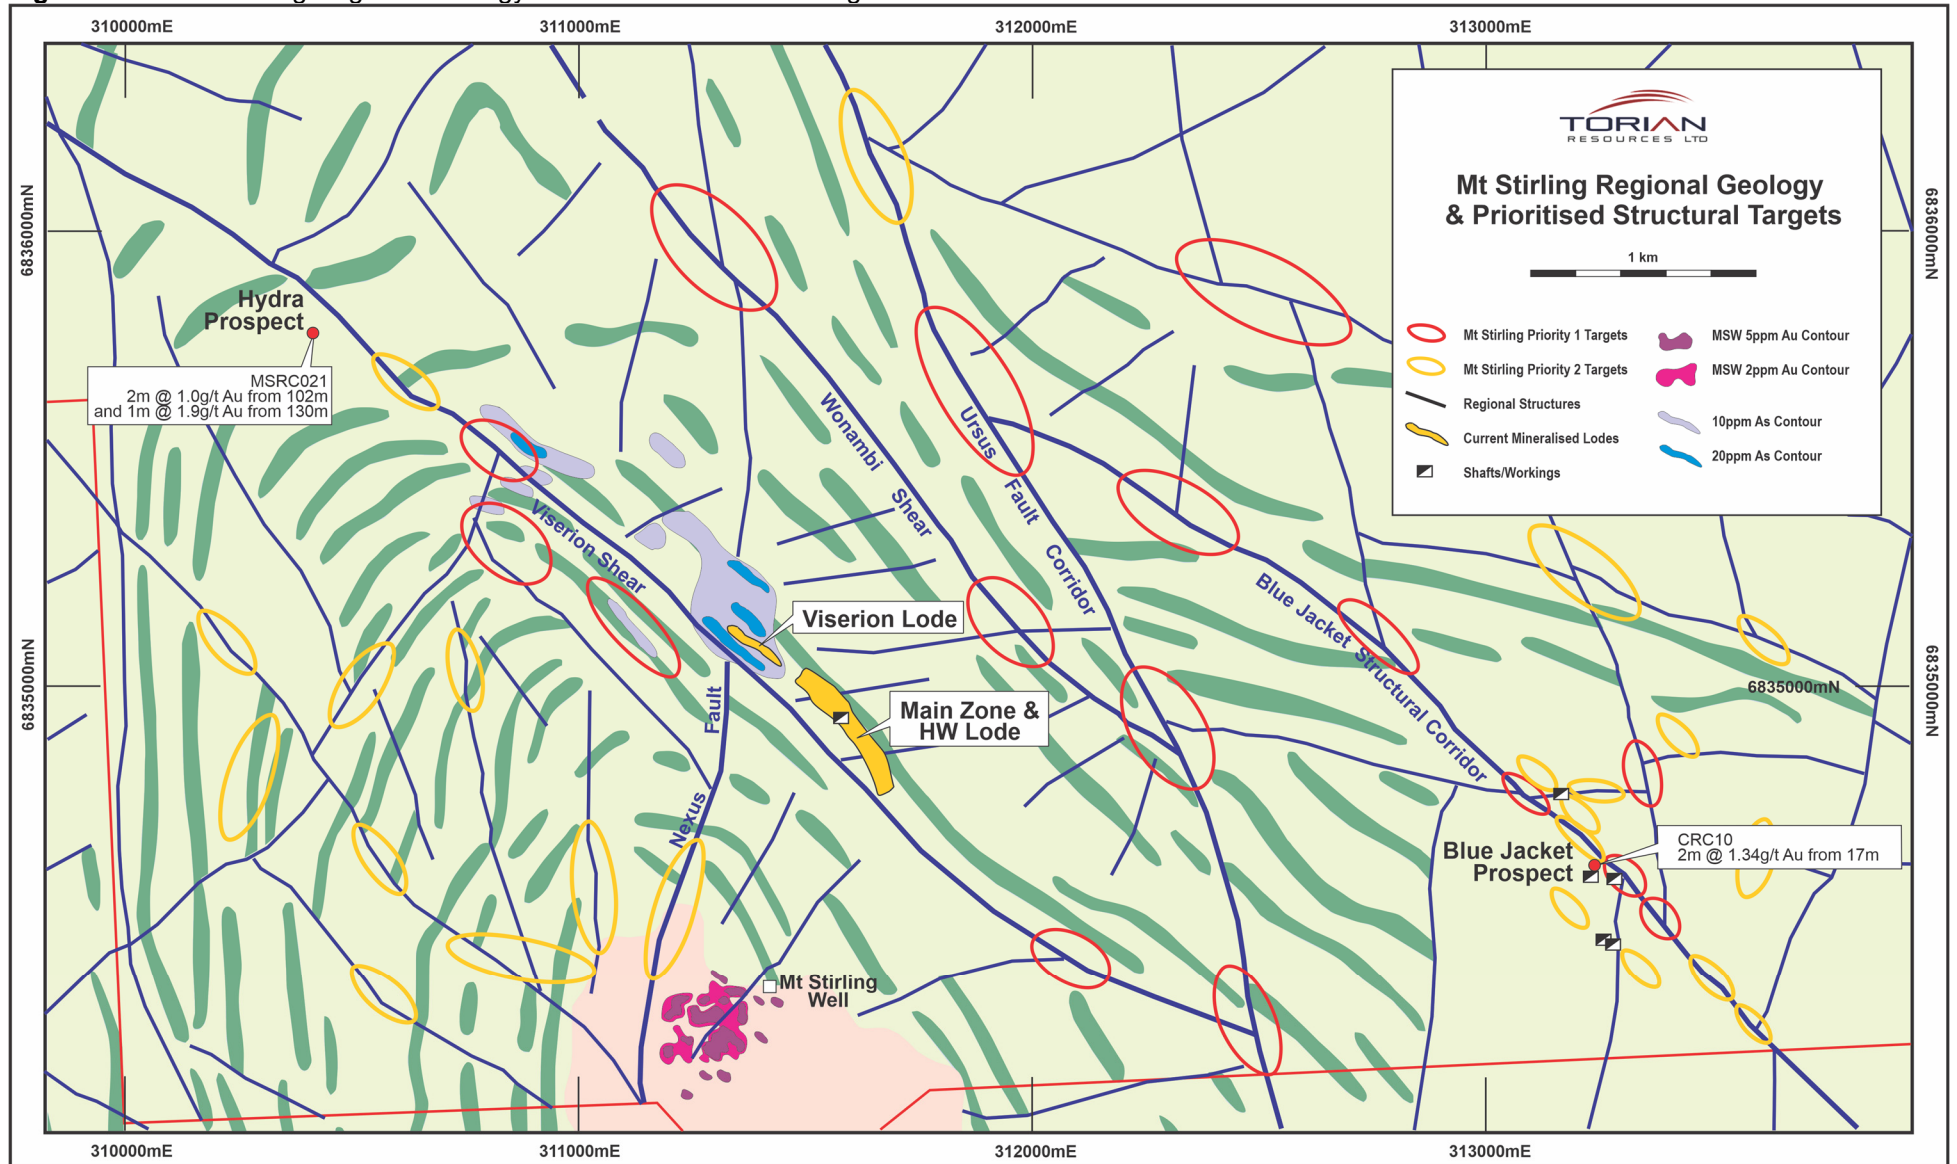 310000mE
311000mE
312000mE
313000mE
TORIAN
RESOURCES LTD
Mt Stirling Regional Geology
& Prioritised Structural Targets
1 km
Mt Stirling Priority 1 Targets
Mt Stirling Priority 2 Targets
Regional Structures
Current Mineralised Lodes
Shafts/Workings
MSW 5ppm Au Contour
MSW 2ppm Au Contour
10ppm As Contour
20ppm As Contour
6836000mN
6836000mN
Hydra
Prospect
MSRC021
2m @ 1.0g/t Au from 102m
and 1m @ 1.9g/t Au from 130m
Wonambi
Shear
Ursus
Fault
Corridor
Viserion Shear
Blue Jacket Structural Corridor
Viserion Lode
Main Zone &
HW Lode
6835000mN
6835000mN
6835000mN
Nexus
Fault
Blue Jacket
Prospect
CRC10
2m @ 1.34g/t Au from 17m
Mt Stirling
Well
310000mE
311000mE
312000mE
313000mE